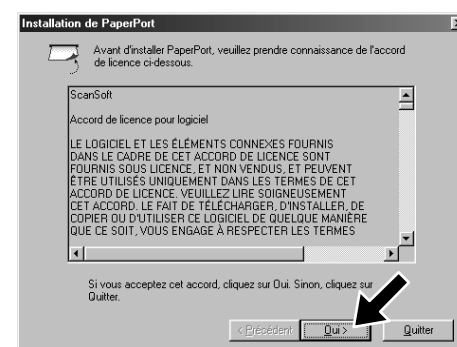 Installation de PaperPort
Avant d'installer PaperPort, veuillez prendre connaissance de l'accord
de licence ci-dessous.
ScanSoft
Accord de licence pour logiciel
LE LOGICIEL ET LES ÉLÉMENTS CONNEXES FOURNIS
DANS LE CADRE DE CET ACCORD DE LICENCE SONT
FOURNIS SOUS LICENCE, ET NON VENDUS, ET PEUVENT
ÊTRE UTILISÉS UNIQUEMENT DANS LES TERMES DE CET
ACCORD DE LICENCE. VEUILLEZ LIRE SOIGNEUSEMENT
CET ACCORD. LE FAIT DE TÉLÉCHARGER, D'INSTALLER, DE
COPIER OU D'UTILISER CE LOGICIEL DE QUELQUE MANIÈRE
QUE CE SOIT, VOUS ENGAGE À RESPECTER LES TERMES
Si vous acceptez cet accord, cliquez sur Oui. Sinon, cliquez sur
Quitter.
< Précédent Oui > Quitter